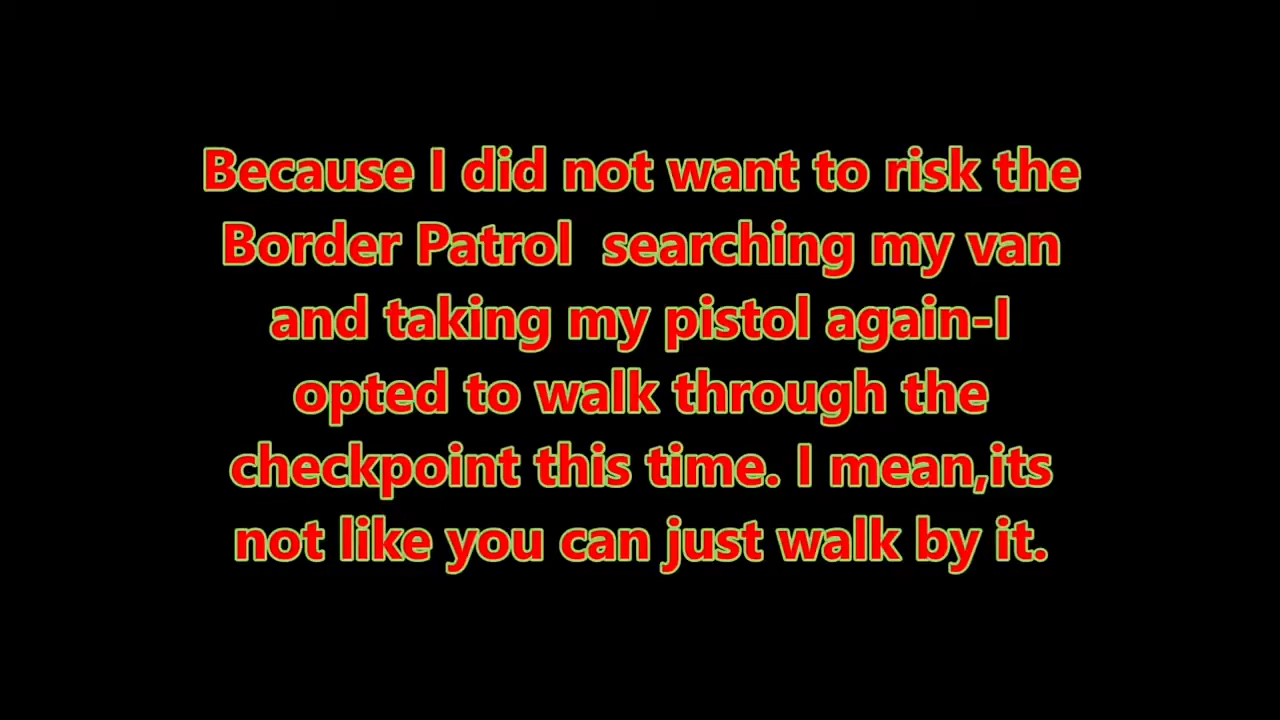 Because I did not want to risk the
Border Patrol  searching my van
and taking my pistol again-I
opted to walk through the
checkpoint this time. I mean,its
not like you can just walk by it.